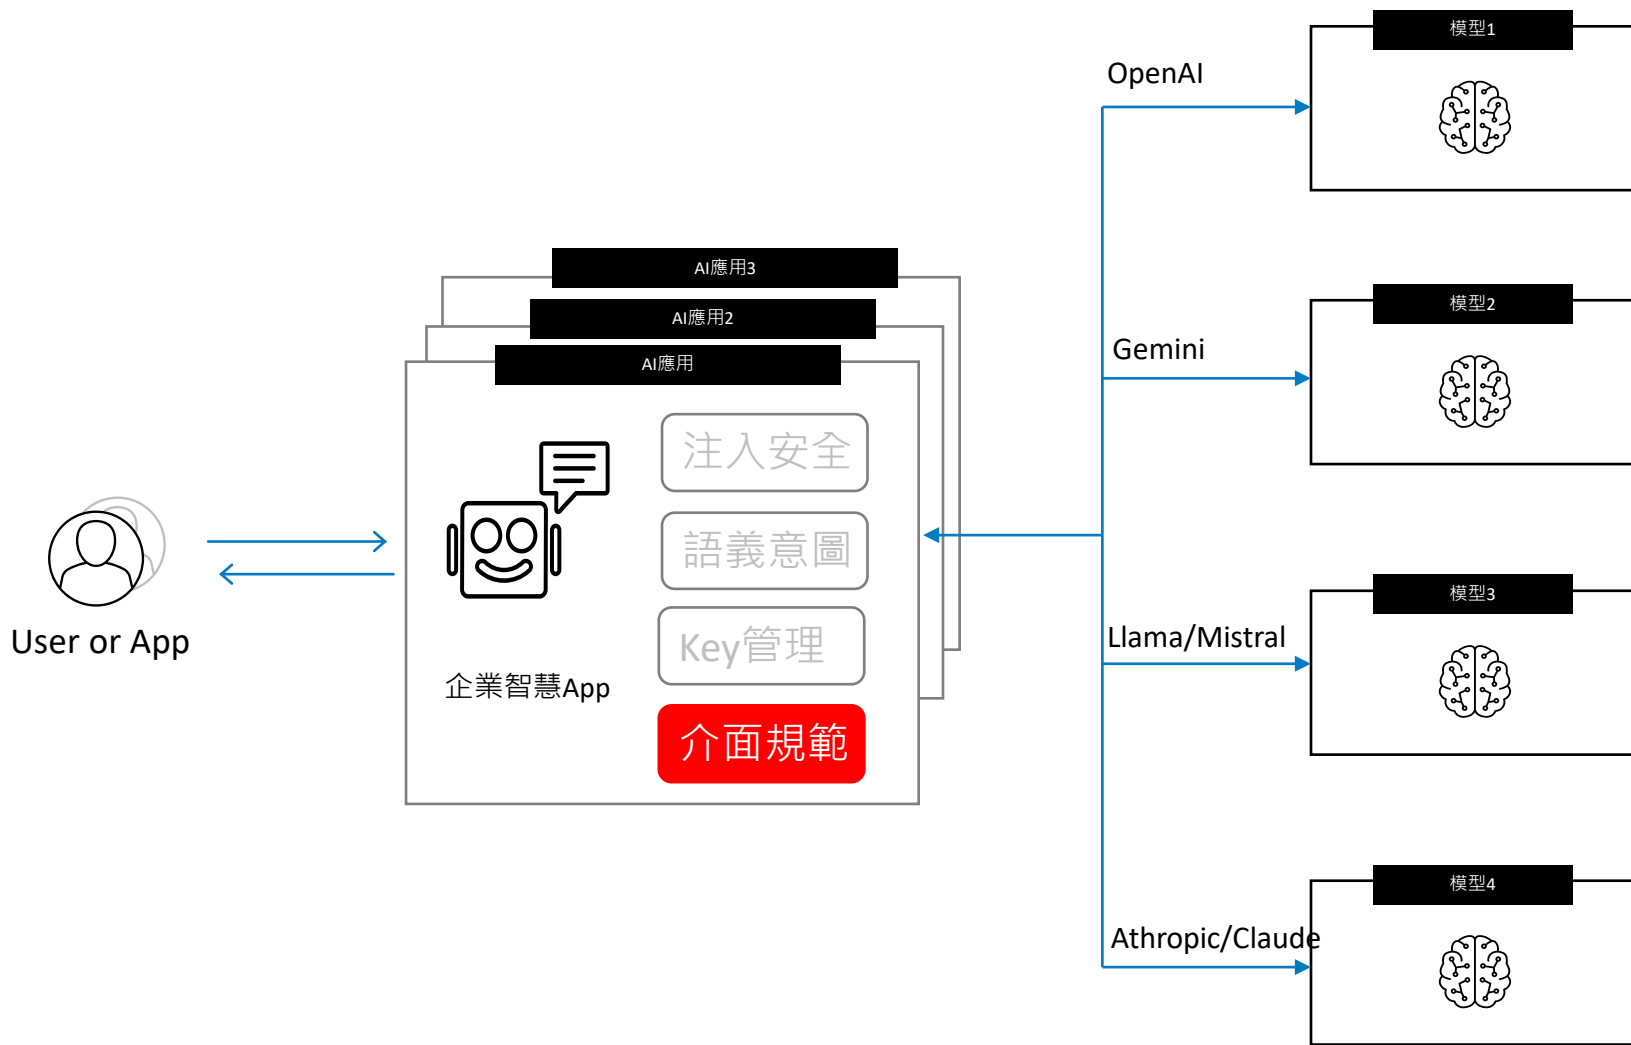 User or App
AI應用3
AI應用2
AI應用
企業智慧App
注入安全
語義意圖
Key管理
介面規範
OpenAI
模型1
Gemini
模型2
Llama/Mistral
模型3
Athropic/Claude
模型4